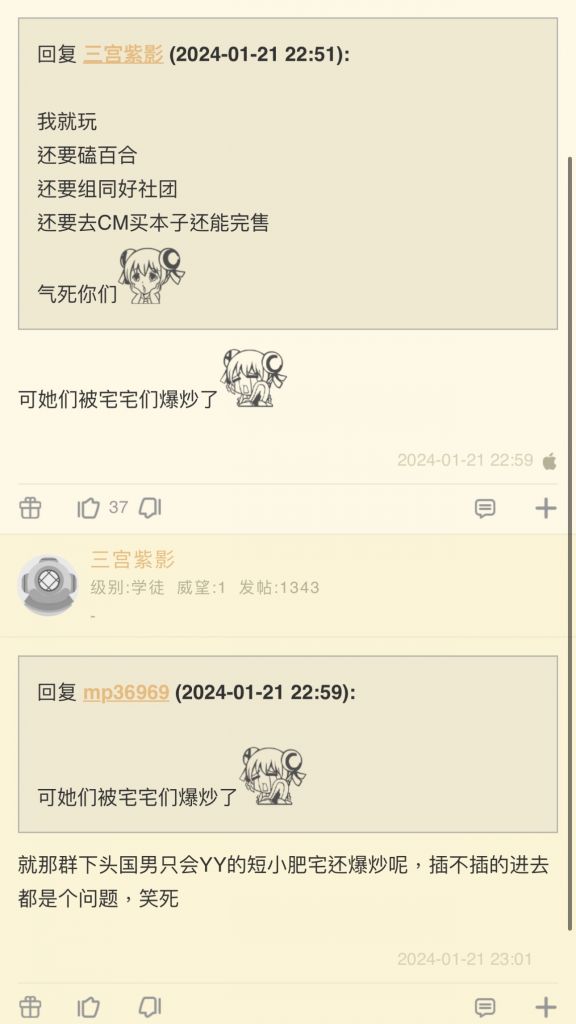 回复 三宫紫影 (2024-01-21 22:51):
我就玩
还要磕百合
还要组同好社团
还要去CM买本子还能完售
气死你们
可她们被宅宅们爆炒了
2024-01-21 22:59
37
三宫紫影
级别:学徒 威望:1 发帖:1343
-
回复 mp36969 (2024-01-21 22:59):
可她们被宅宅们爆炒了
就那群下头国男只会YY的短小肥宅还爆炒呢，插不插的进去
都是个问题，笑死
2024-01-21 23:01